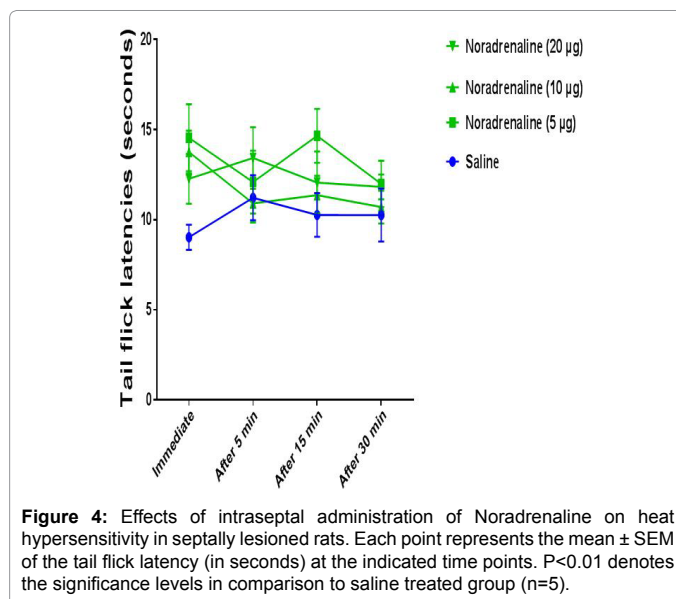 20
15
10
5
0
Tail flick latencies (seconds)
Immediate
After 5 min
After 15 min
After 30 min
Noradrenaline (20 µg)
Noradrenaline (10 µg)
Noradrenaline (5 µg)
Saline
Figure 4: Effects of intraseptal administration of Noradrenaline on heat
hypersensitivity in septally lesioned rats. Each point represents the mean ± SEM
of the tail flick latency (in seconds) at the indicated time points. P<0.01 denotes
the significance levels in comparison to saline treated group (n=5).